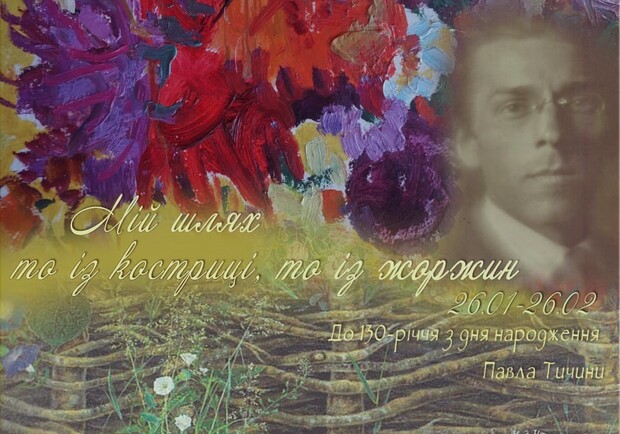 Мій шлях
то із костриці, то із жоржин
26.01-26.02
До 130-річчя з дня народження
Павла Тичини